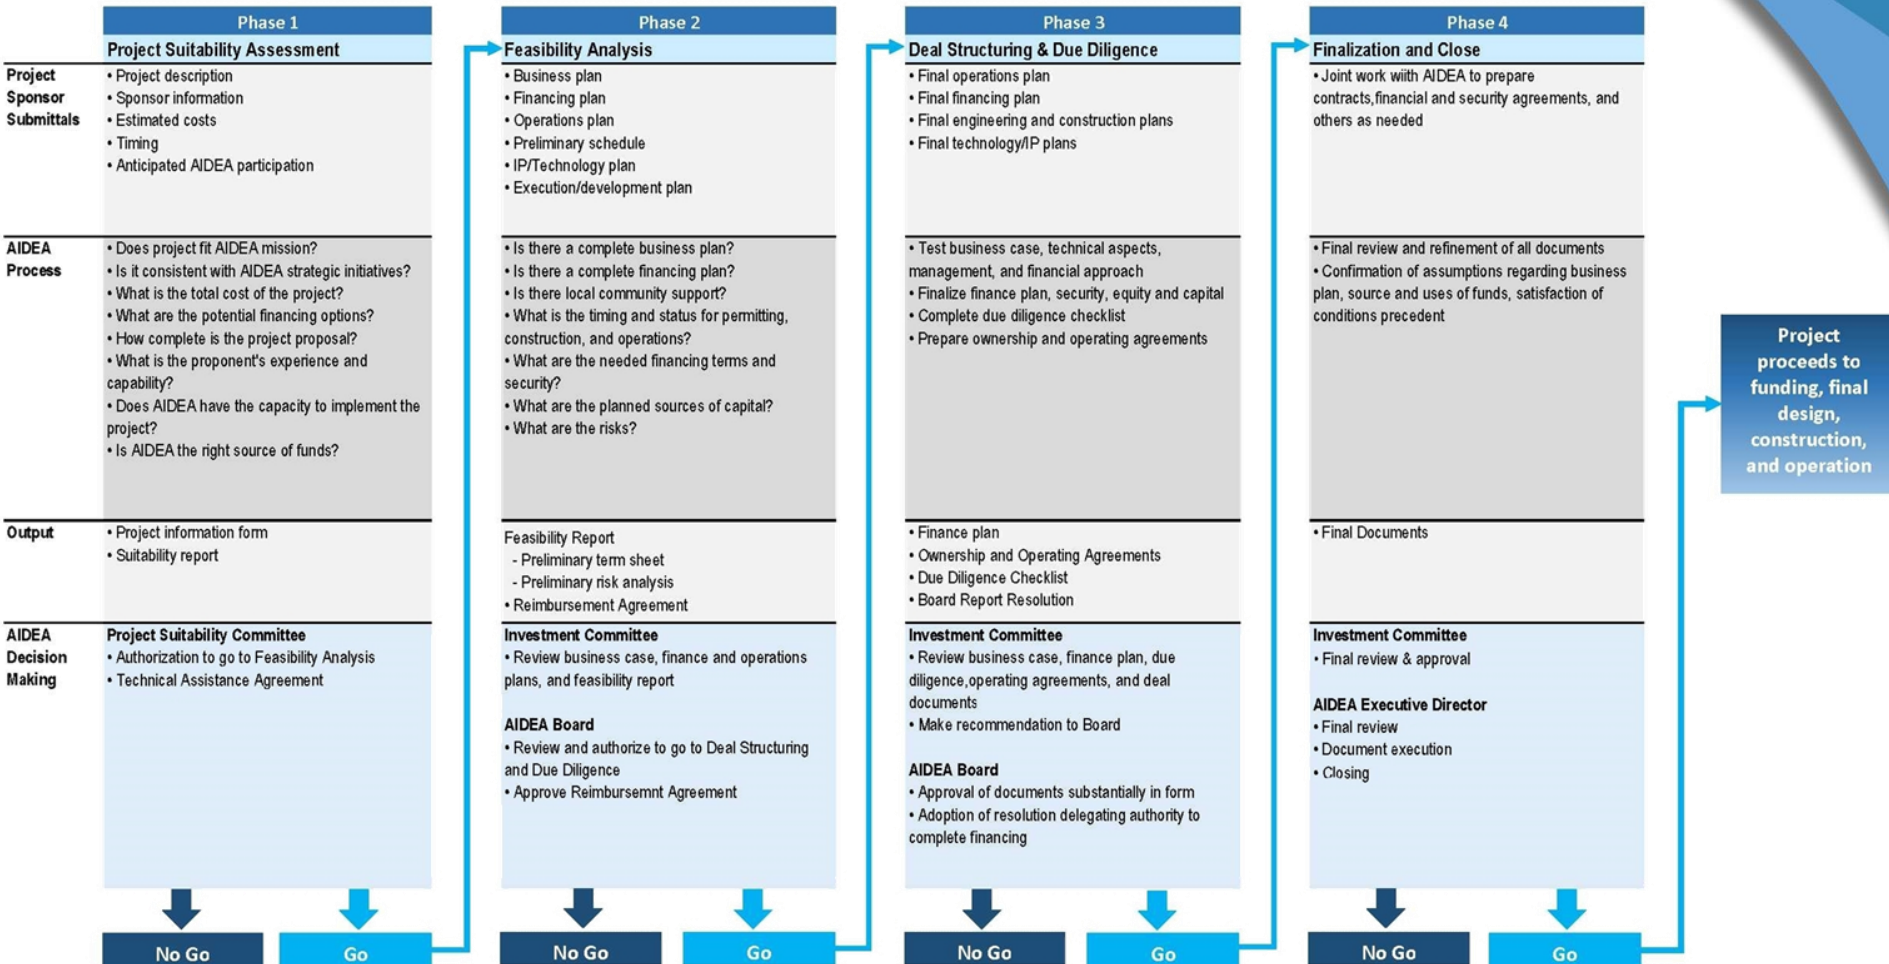 Phase 1
Project Suitability Assessment
Phase 2
Feasibility Analysis
Phase 3
Deal Structuring & Due Diligence
Phase 4
Finalization and Close
Project
Sponsor
Submittals
• Project description
• Sponsor information
• Estimated costs
• Timing
• Anticipated AIDEA participation
• Business plan
• Financing plan
• Operations plan
• Preliminary schedule
• IP/Technology plan
• Execution/development plan
• Final operations plan
• Final financing plan
• Final engineering and construction plans
• Final technology/IP plans
• Joint work wiith AIDEA to prepare
contracts,financial and security agreements, and
others as needed
AIDEA
Process
• Does project fit AIDEA mission?
• Is it consistent with AIDEA strategic initiatives?
• What is the total cost of the project?
• What are the potential financing options?
• How complete is the project proposal?
• What is the proponent's experience and
capability?
• Does AIDEA have the capacity to implement the
project?
• Is AIDEA the right source of funds?
• Is there a complete business plan?
• Is there a complete financing plan?
• Is there local community support?
• What is the timing and status for permitting,
construction, and operations?
• What are the needed financing terms and
security?
• What are the planned sources of capital?
• What are the risks?
• Test business case, technical aspects,
management, and financial approach
• Finalize finance plan, security, equity and capital
• Complete due diligence checklist
• Prepare ownership and operating agreements
• Final review and refinement of all documents
• Confirmation of assumptions regarding business
plan, source and uses of funds, satisfaction of
conditions precedent
Output
• Project information form
• Suitability report
Feasibility Report
- Preliminary term sheet
- Preliminary risk analysis
• Reimbursement Agreement
• Finance plan
• Ownership and Operating Agreements
• Due Diligence Checklist
• Board Report Resolution
• Final Documents
AIDEA
Decision
Making
Project Suitability Committee
• Authorization to go to Feasibility Analysis
• Technical Assistance Agreement
Investment Committee
• Review business case, finance and operations
plans, and feasibility report
AIDEA Board
• Review and authorize to go to Deal Structuring
and Due Diligence
• Approve Reimbursemnt Agreement
Investment Committee
• Review business case, finance plan, due
diligence,operating agreements, and deal
documents
• Make recommendation to Board
AIDEA Board
• Approval of documents substantially in form
• Adoption of resolution delegating authority to
complete financing
Investment Committee
• Final review & approval
AIDEA Executive Director
• Final review
• Document execution
• Closing
No Go
Go
No Go
Go
No Go
Go
No Go
Go
Project
proceeds to
funding, final
design,
construction,
and operation